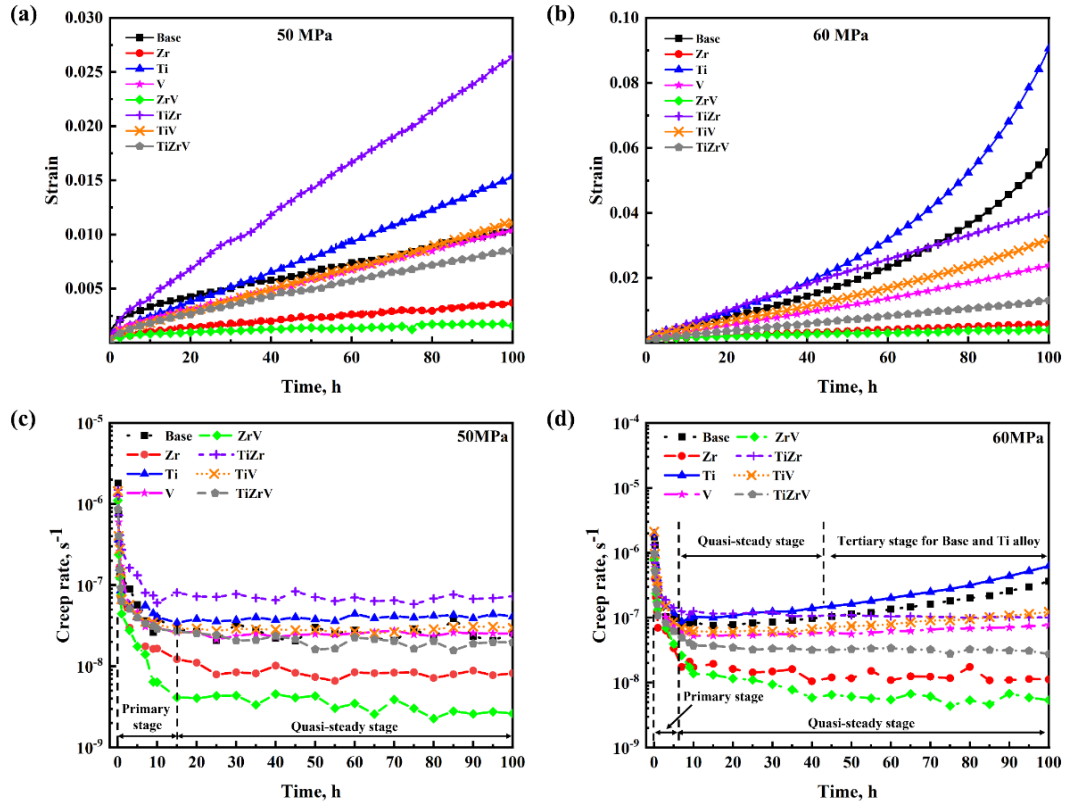 (a)
50 MPa
Base
Zr
Ti
V
ZrV
TiZr
TiV
TiZrV
0.030
0.025
0.020
0.015
0.010
0.005
Strain
0 20 40 60 80 100
Time, h
(b)
60 MPa
Base
Zr
Ti
V
ZrV
TiZr
TiV
TiZrV
0.10
0.08
0.06
0.04
0.02
Strain
0 20 40 60 80 100
Time, h
(c)
50MPa
Base ZrV
Zr TiZr
Ti TiV
V TiZrV
10⁻⁵
10⁻⁶
10⁻⁷
10⁻⁸
10⁻⁹
Creep rate, s⁻¹
Primary
stage
Quasi-steady stage
0 10 20 30 40 50 60 70 80 90 100
Time, h
(d)
60MPa
Base ZrV
Zr TiZr
Ti TiV
V TiZrV
10⁻⁴
10⁻⁵
10⁻⁶
10⁻⁷
10⁻⁸
10⁻⁹
Creep rate, s⁻¹
Quasi-steady stage
Tertiary stage for Base and Ti alloy
Primary stage
Quasi-steady stage
0 10 20 30 40 50 60 70 80 90 100
Time, h